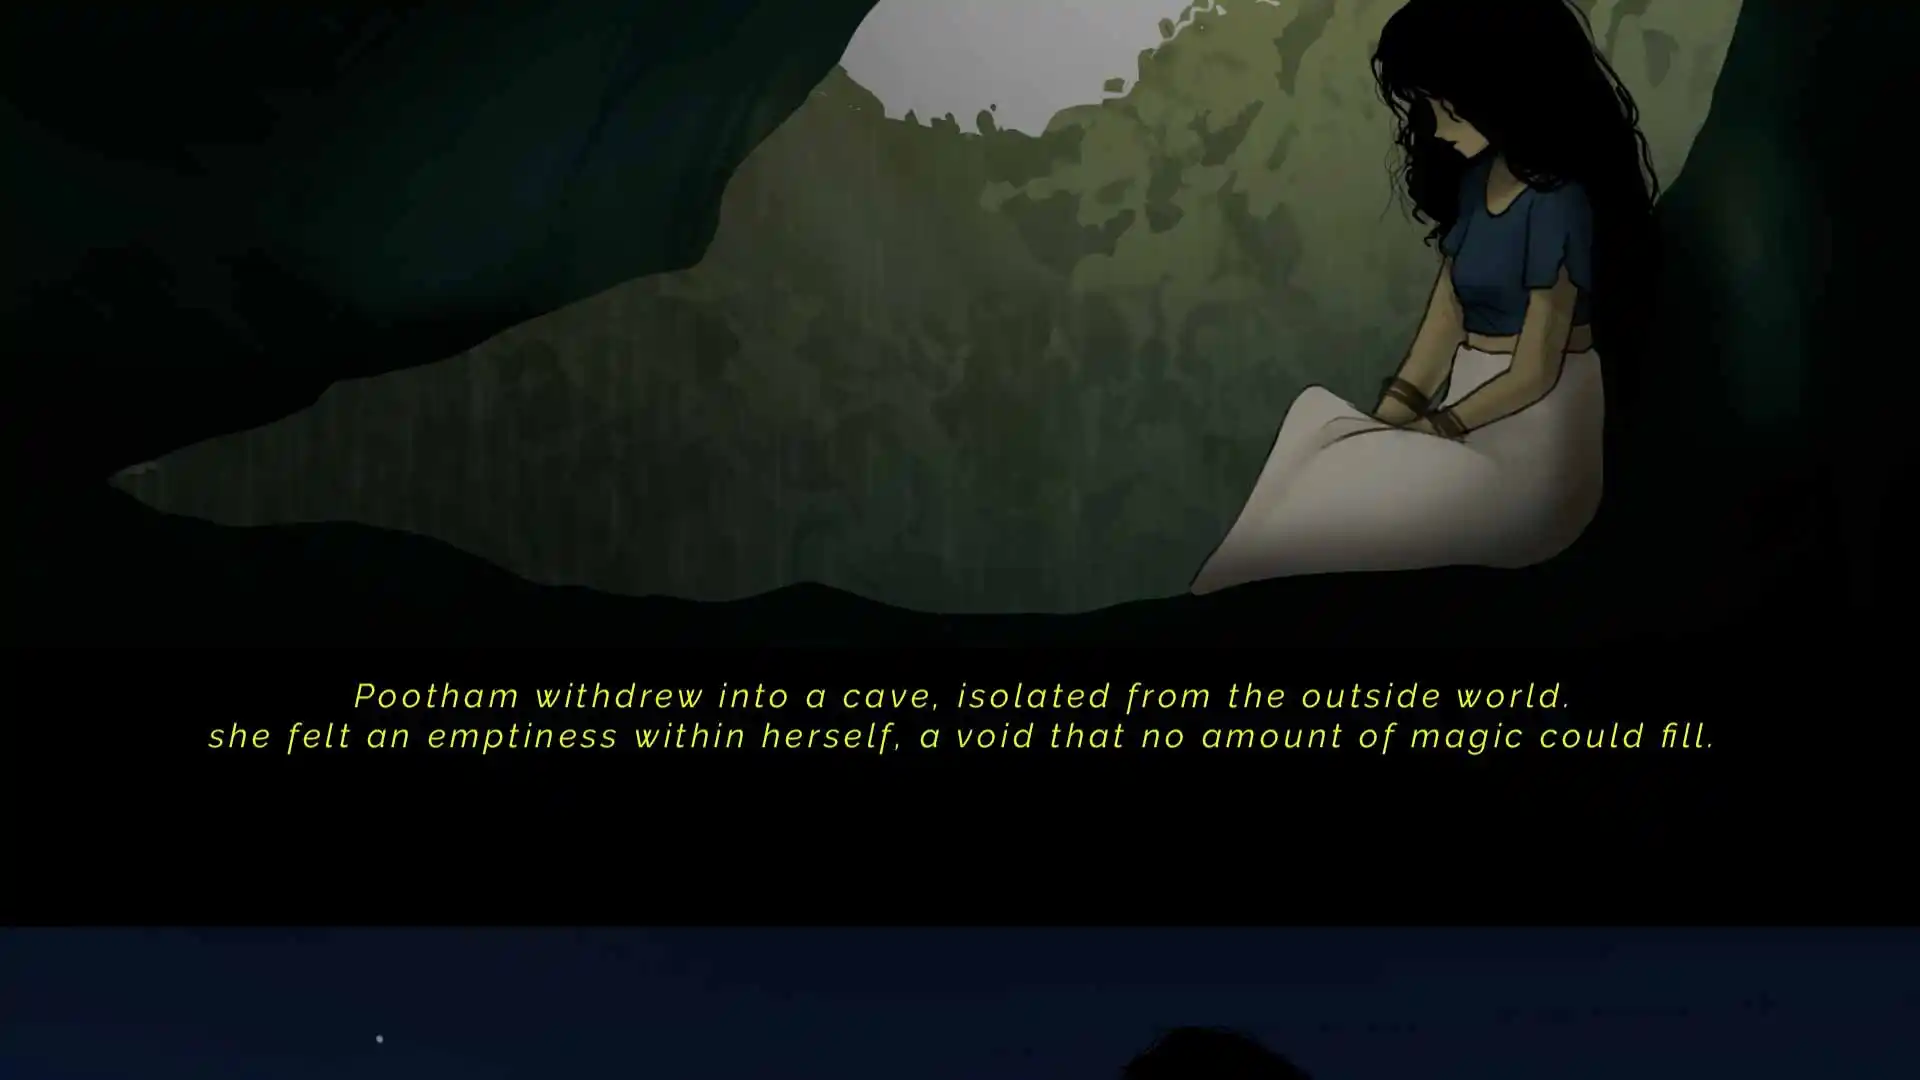 Pootham withdrew into a cave, isolated from the outside world.
she felt an emptiness within herself, a void that no amount of magic could fill.